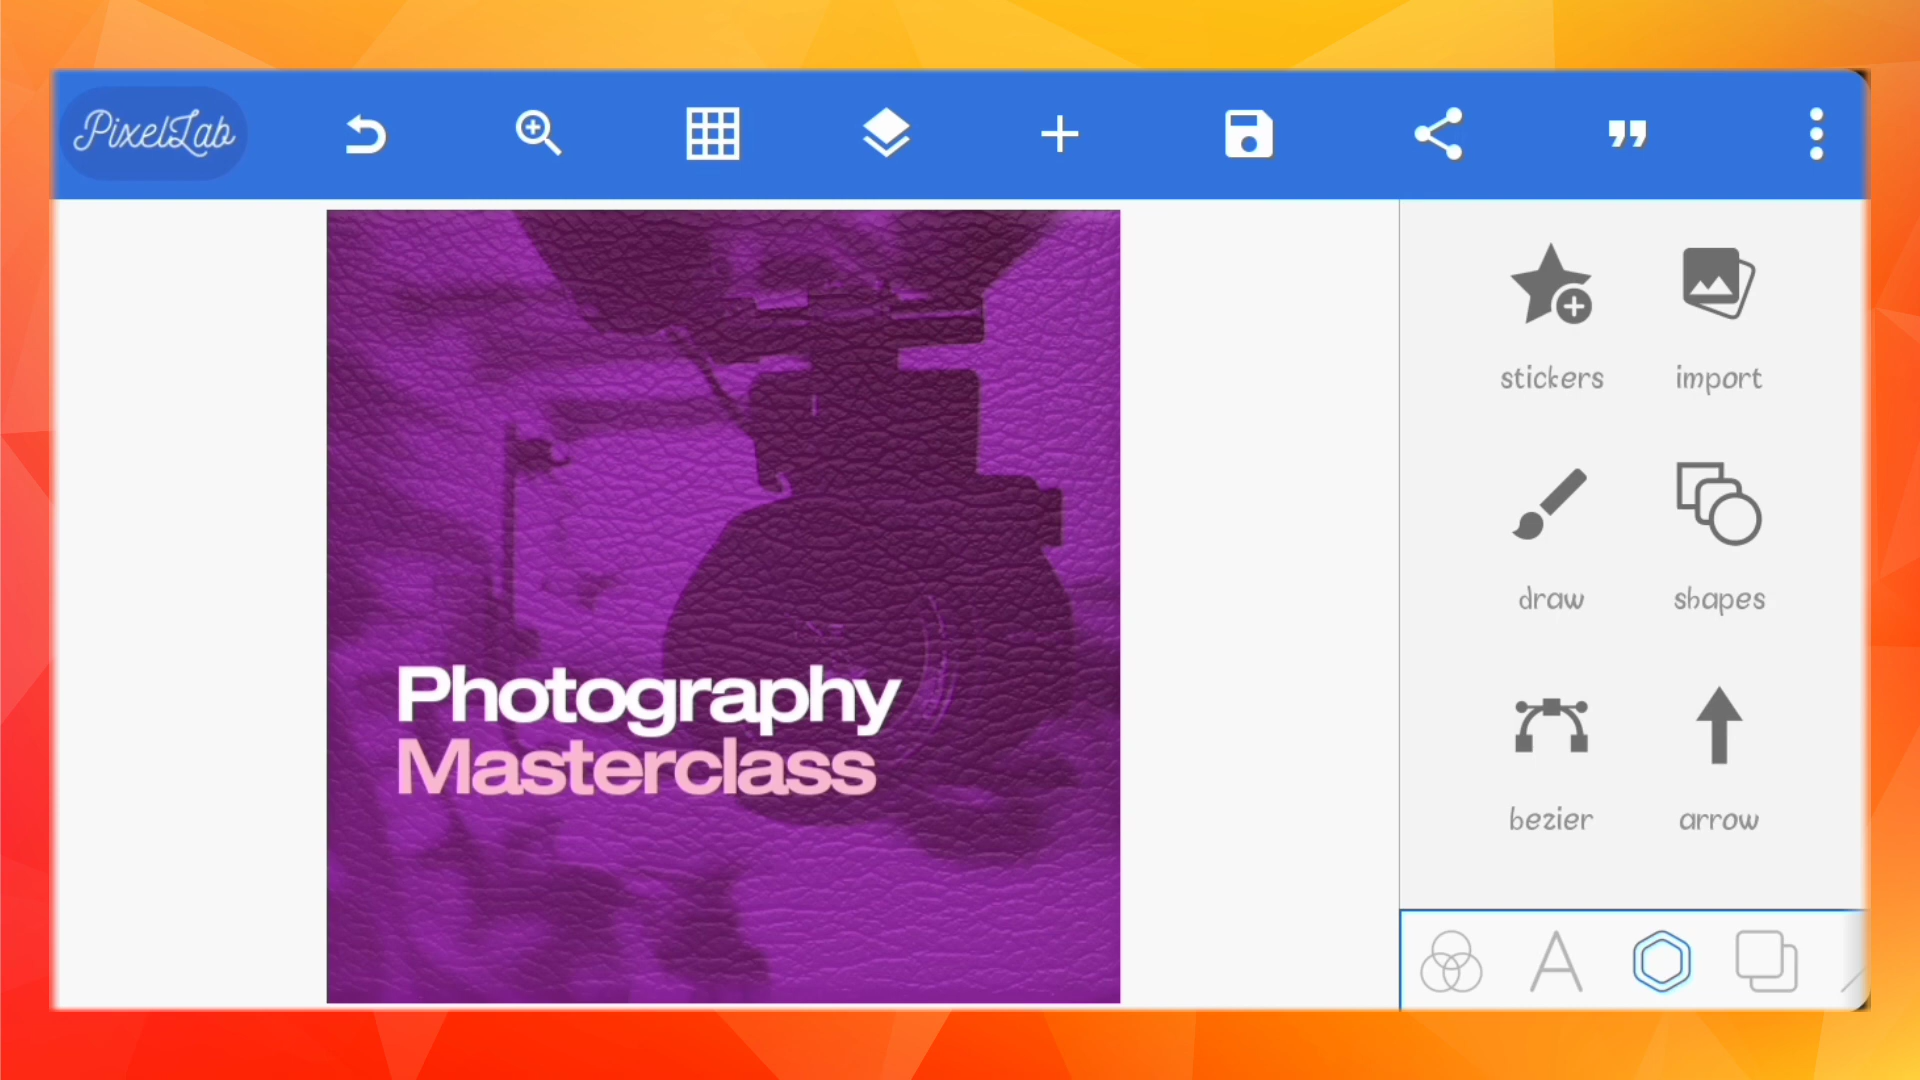 PixelLab
stickers
import
draw
shapes
Photography
Masterclass
bezier
arrow